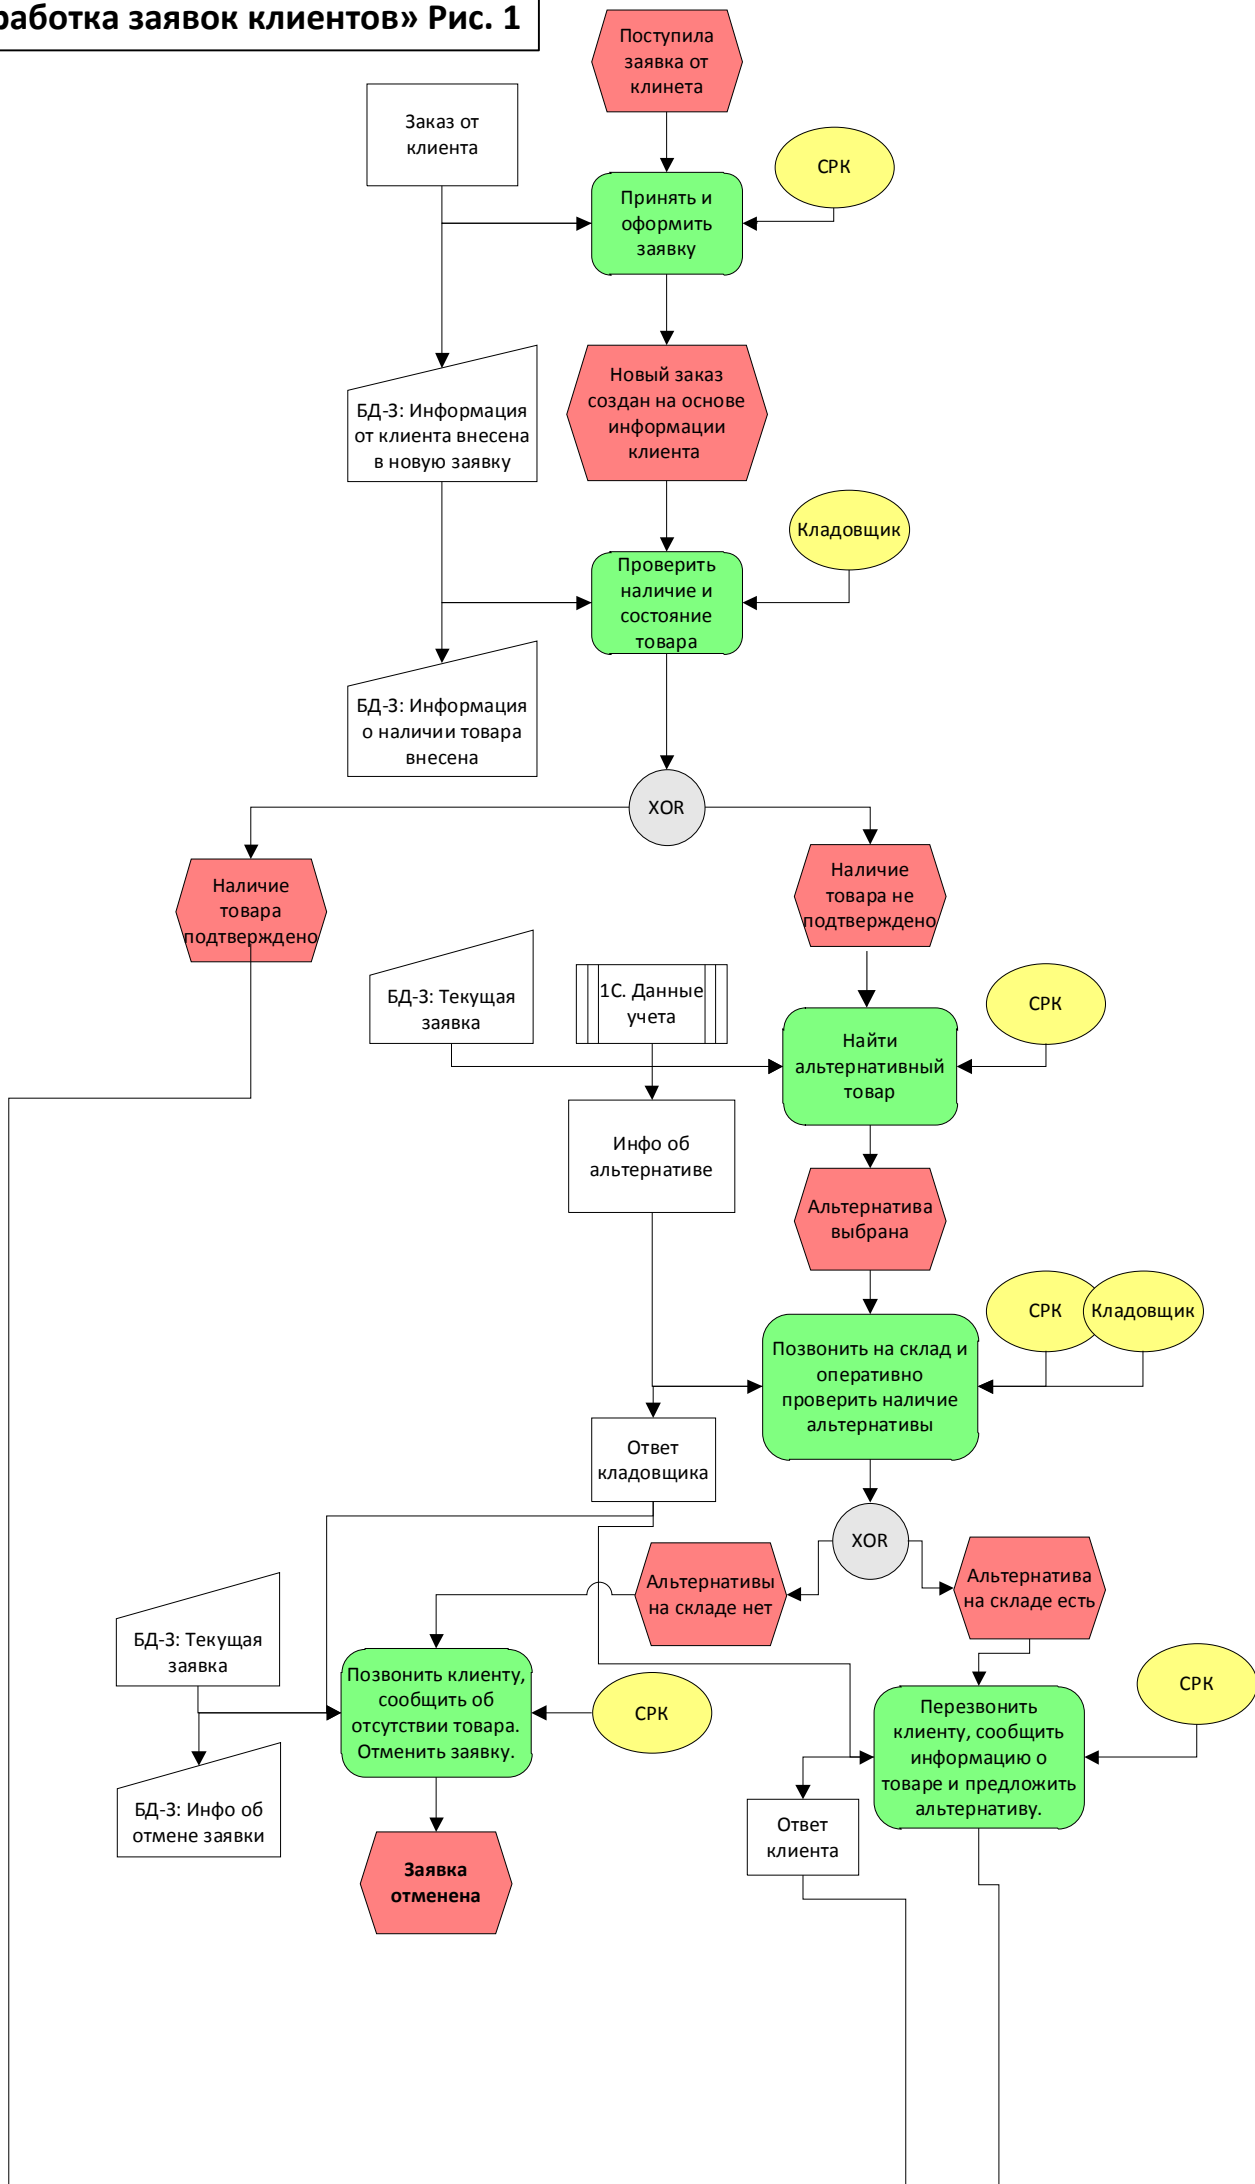 работка заявок клиентов» Рис. 1
Поступила
заявка от
клинета
Заказ от
клиента
СРК
Принять и
оформить
заявку
Новый заказ
создан на основе
информации
клиента
БД-3: Информация
от клиента внесена
в новую заявку
Кладовщик
Проверить
наличие и
состояние
товара
БД-3: Информация
о наличии товара
внесена
XOR
Наличие
товара
подтверждено
Наличие
товара не
подтверждено
БД-3: Текущая
заявка
1С. Данные
учета
СРК
Найти
альтернативный
товар
Инфо об
альтернативе
Альтернатива
выбрана
СРК
Кладовщик
Позвонить на склад и
оперативно
проверить наличие
альтернативы
Ответ
кладовщика
XOR
Альтернативы
на складе нет
Альтернатива
на складе есть
БД-3: Текущая
заявка
Позвонить клиенту,
сообщить об
отсутствии товара.
Отменить заявку.
СРК
СРК
Перезвонить
клиенту, сообщить
информацию о
товаре и предложить
альтернативу.
БД-3: Инфо об
отмене заявки
Ответ
клиента
Заявка
отменена